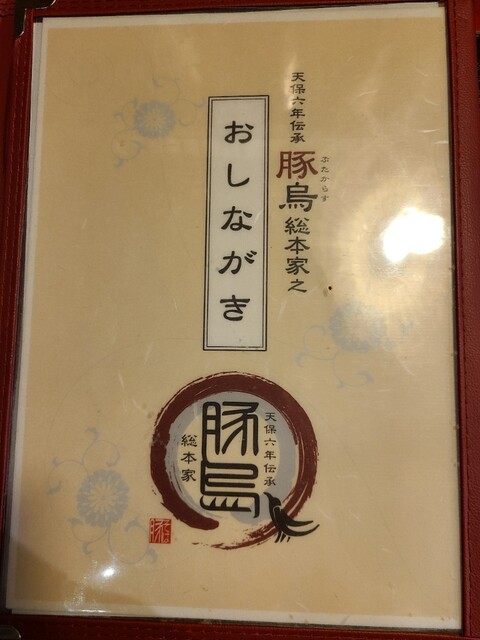 天保六年伝承
豚烏総本家之
ぶたからす
おしながき
天保六年伝承
豚烏
総本家